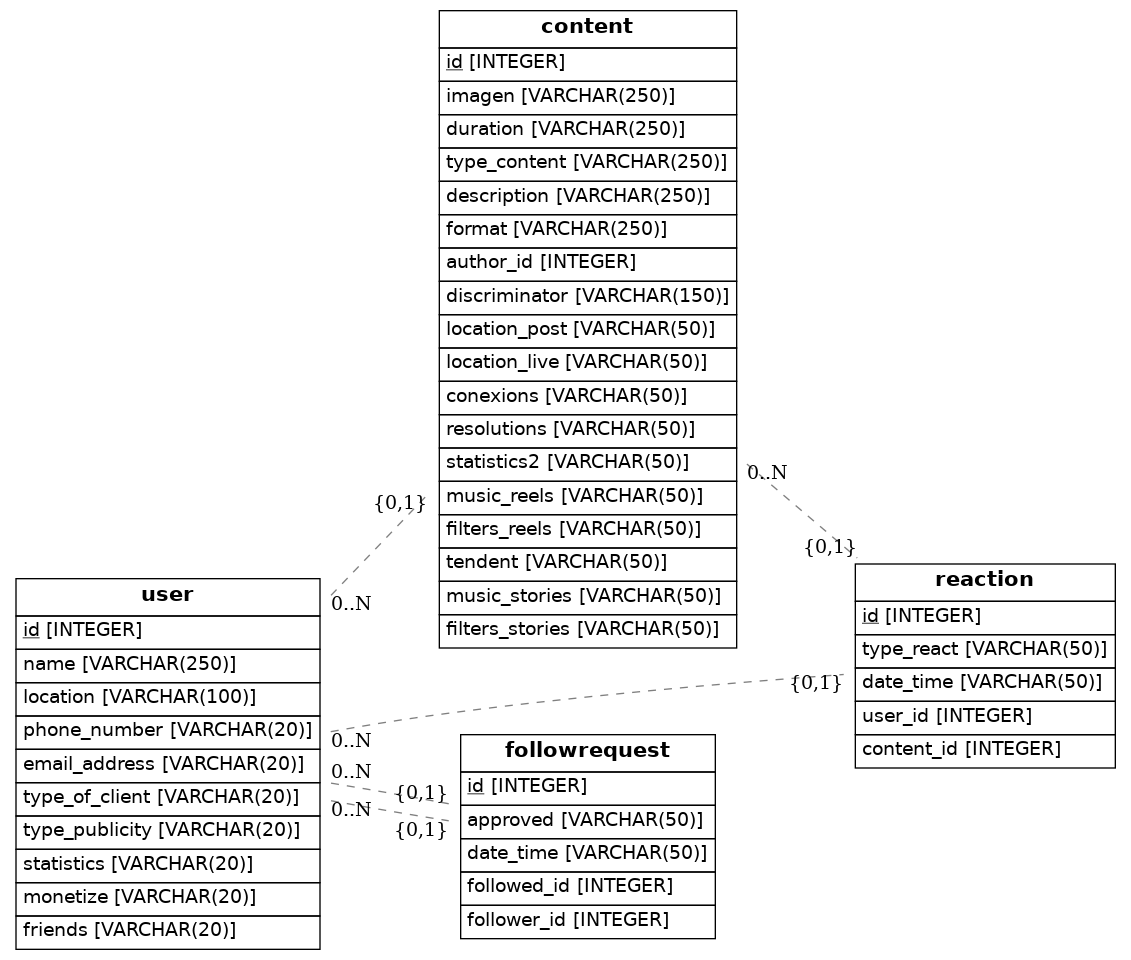 content
id [INTEGER]
imagen [VARCHAR(250)]
duration [VARCHAR(250)]
type_content [VARCHAR(250)]
description [VARCHAR(250)]
format [VARCHAR(250)]
author_id [INTEGER]
discriminator [VARCHAR(150)]
location_post [VARCHAR(50)]
location_live [VARCHAR(50)]
conexions [VARCHAR(50)]
resolutions [VARCHAR(50)]
statistics2 [VARCHAR(50)]
music_reels [VARCHAR(50)]
filters_reels [VARCHAR(50)]
tendent [VARCHAR(50)]
music_stories [VARCHAR(50)]
filters_stories [VARCHAR(50)]
0..N
{0,1}
{0,1}
0..N
user
id [INTEGER]
name [VARCHAR(250)]
location [VARCHAR(100)]
phone_number [VARCHAR(20)]
email_address [VARCHAR(20)]
type_of_client [VARCHAR(20)]
type_publicity [VARCHAR(20)]
statistics [VARCHAR(20)]
monetize [VARCHAR(20)]
friends [VARCHAR(20)]
reaction
id [INTEGER]
type_react [VARCHAR(50)]
date_time [VARCHAR(50)]
user_id [INTEGER]
content_id [INTEGER]
{0,1}
0..N
0..N
{0,1}
0..N
{0,1}
followrequest
id [INTEGER]
approved [VARCHAR(50)]
date_time [VARCHAR(50)]
followed_id [INTEGER]
follower_id [INTEGER]